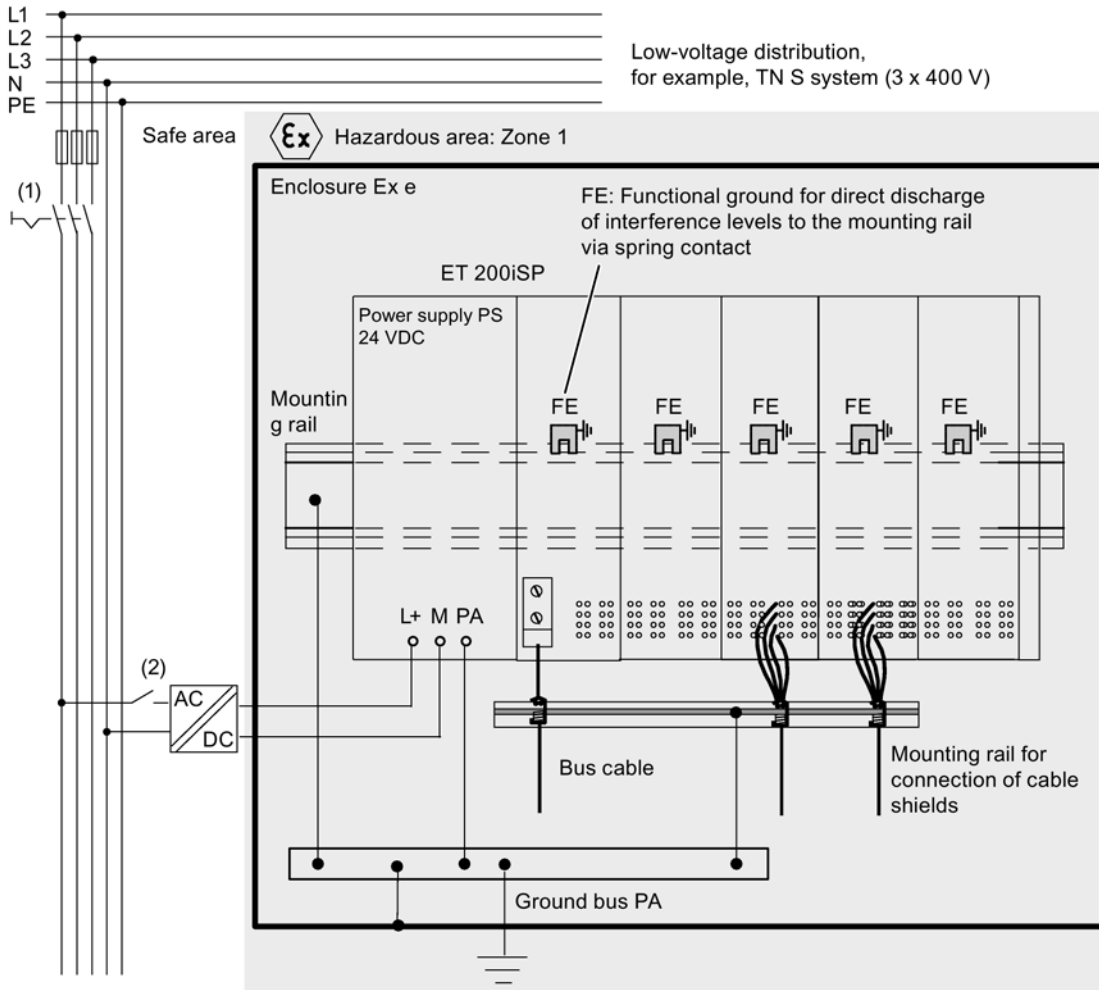 L1
L2
L3
N
PE
Low-voltage distribution,
for example, TN S system (3 x 400 V)
Safe area
Ex
Hazardous area: Zone 1
(1)
Enclosure Ex e
FE: Functional ground for direct discharge
of interference levels to the mounting rail
via spring contact
ET 200iSP
Power supply PS
24 VDC
Mountin
g rail
FE
FE
FE
FE
FE
L+ M PA
(2)
AC
DC
Bus cable
Mounting rail for
connection of cable
shields
Ground bus PA